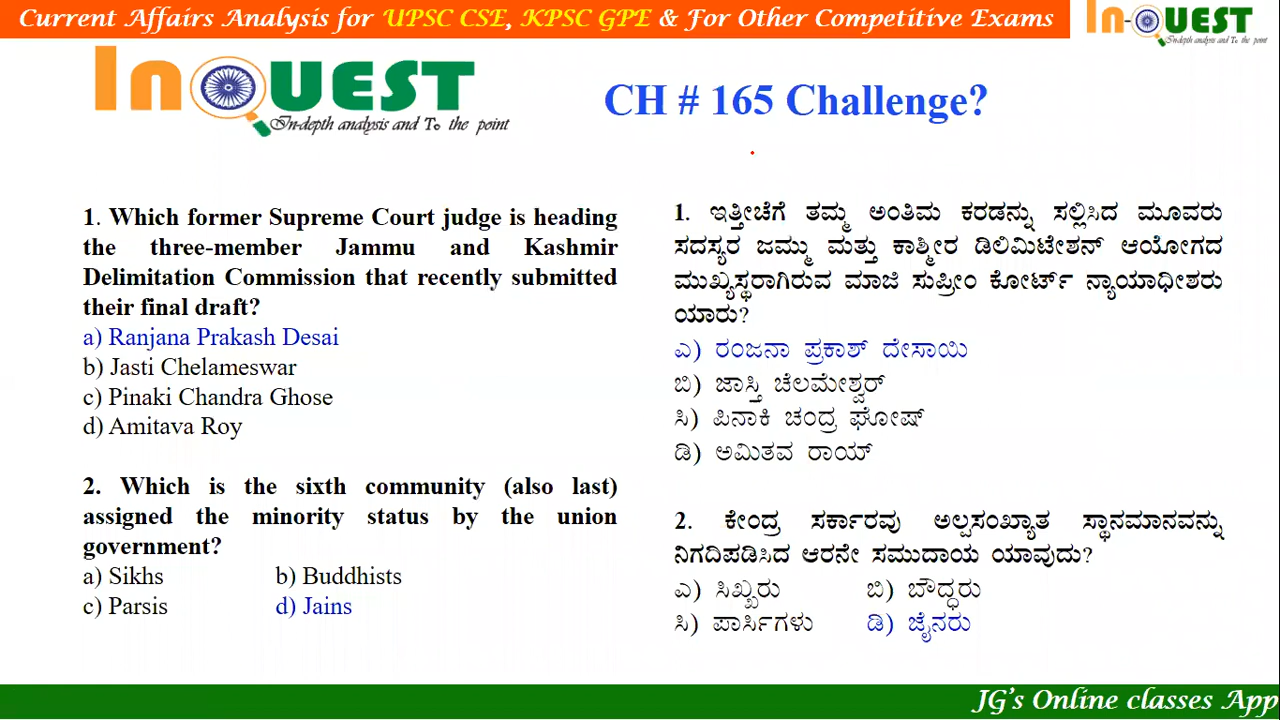 Current Affairs Analysis for UPSC CSE, KPSC GPE & For Other Competitive Exams
In-QUEST
In-depth analysis and To the point
InQUEST
In-depth analysis and To the point
CH # 165 Challenge?
1. Which former Supreme Court judge is heading
the three-member Jammu and Kashmir
Delimitation Commission that recently submitted
their final draft?
a) Ranjana Prakash Desai
b) Jasti Chelameswar
c) Pinaki Chandra Ghose
d) Amitava Roy
2. Which is the sixth community (also last)
assigned the minority status by the union
government?
a) Sikhs b) Buddhists
c) Parsis d) Jains
1. ಇತ್ತೀಚೆಗೆ ತಮ್ಮ ಅಂತಿಮ ಕರಡನ್ನು ಸಲ್ಲಿಸಿದ ಮೂವರು
ಸದಸ್ಯರ ಜಮ್ಮು ಮತ್ತು ಕಾಶ್ಮೀರ ಡಿಲಿಮಿಟೇಶನ್ ಆಯೋಗದ
ಮುಖ್ಯಸ್ಥರಾಗಿರುವ ಮಾಜಿ ಸುಪ್ರೀಂ ಕೋರ್ಟ್ ನ್ಯಾಯಾಧೀಶರು
ಯಾರು?
ಎ) ರಂಜನಾ ಪ್ರಕಾಶ್ ದೇಸಾಯಿ
ಬಿ) ಜಾಸ್ತಿ ಚೆಲಮೇಶ್ವರ್
ಸಿ) ಪಿನಾಕಿ ಚಂದ್ರ ಘೋಷ್
ಡಿ) ಅಮಿತವ ರಾಯ್
2. ಕೇಂದ್ರ ಸರ್ಕಾರವು ಅಲ್ಪಸಂಖ್ಯಾತ ಸ್ಥಾನಮಾನವನ್ನು
ನಿಗದಿಪಡಿಸಿದ ಆರನೇ ಸಮುದಾಯ ಯಾವುದು?
ಎ) ಸಿಖ್ಖರು ಬಿ) ಬೌದ್ಧರು
ಸಿ) ಪಾರ್ಸಿಗಳು ಡಿ) ಜೈನರು
JG's Online classes App